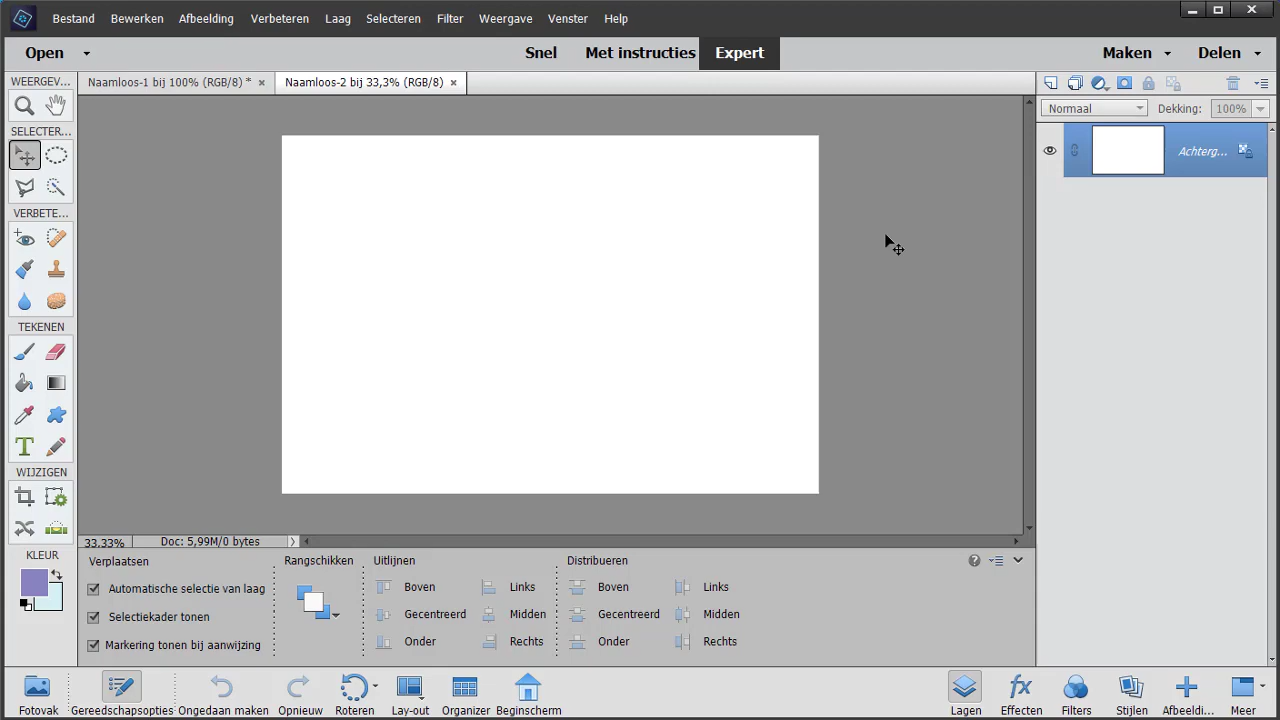 Bestand Bewerken Afbeelding Verbeteren Laag Selecteren Filter Weergave Venster Help
Open Snel Met instructies Expert Maken Delen
WEERGEV...
Naamloos-1 bij 100% (RGB/8) *
Naamloos-2 bij 33,3% (RGB/8)
Normaal Dekking: 100%
SELECTER...
Achterg...
VERBETE...
TEKENEN
WIJZIGEN
KLEUR
33,33% Doc: 5,99M/0 bytes
Verplaatsen Rangschikken Uitlijnen Distribueren
Automatische selectie van laag Boven Links Boven Links
Selectiekader tonen Gecentreerd Midden Gecentreerd Midden
Markering tonen bij aanwijzing Onder Rechts Onder Rechts
Fotovak Gereedschapsopties Ongedaan maken Opnieuw Roteren Lay-out Organizer Beginscherm Lagen Effecten Filters Stijlen Afbeeldi... Meer